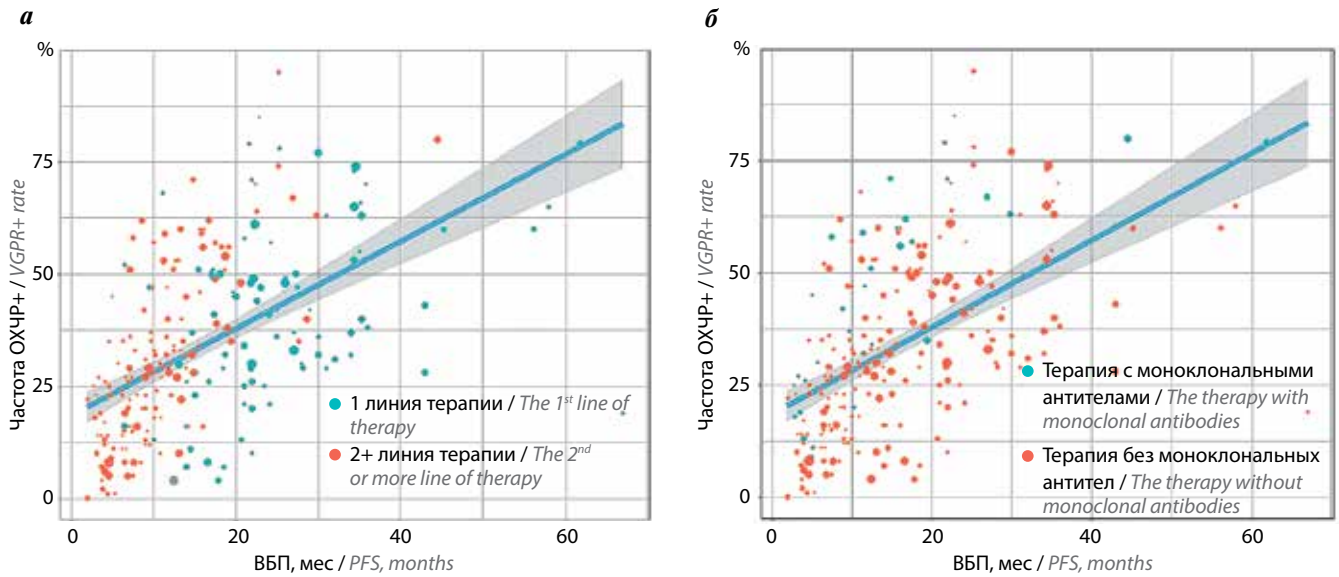 а
%
Частота ОХЧР+ / VGPR+ rate
75
50
25
0
0
20
40
60
1 линия терапии / The 1st line of
therapy
2+ линия терапии / The 2nd
or more line of therapy
ВБП, мес / PFS, months
б
%
Частота ОХЧР+ / VGPR+ rate
75
50
25
0
0
20
40
60
Терапия с моноклональными
антителами / The therapy with
monoclonal antibodies
Терапия без моноклональных
антител / The therapy without
monoclonal antibodies
ВБП, мес / PFS, months